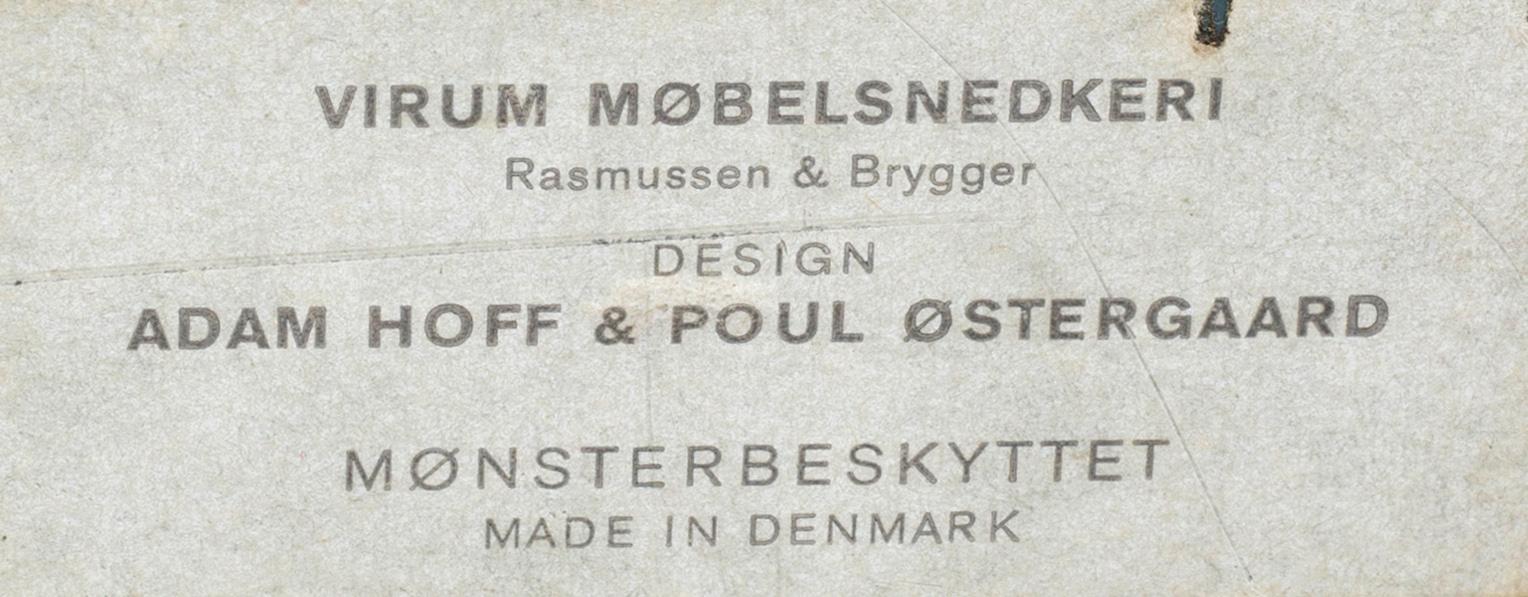 VIRUM MØBELSNEDKERI
Rasmussen & Brygger
DESIGN
ADAM HOFF & POUL ØSTERGAARD
MØNSTERBESKYTTET
MADE IN DENMARK